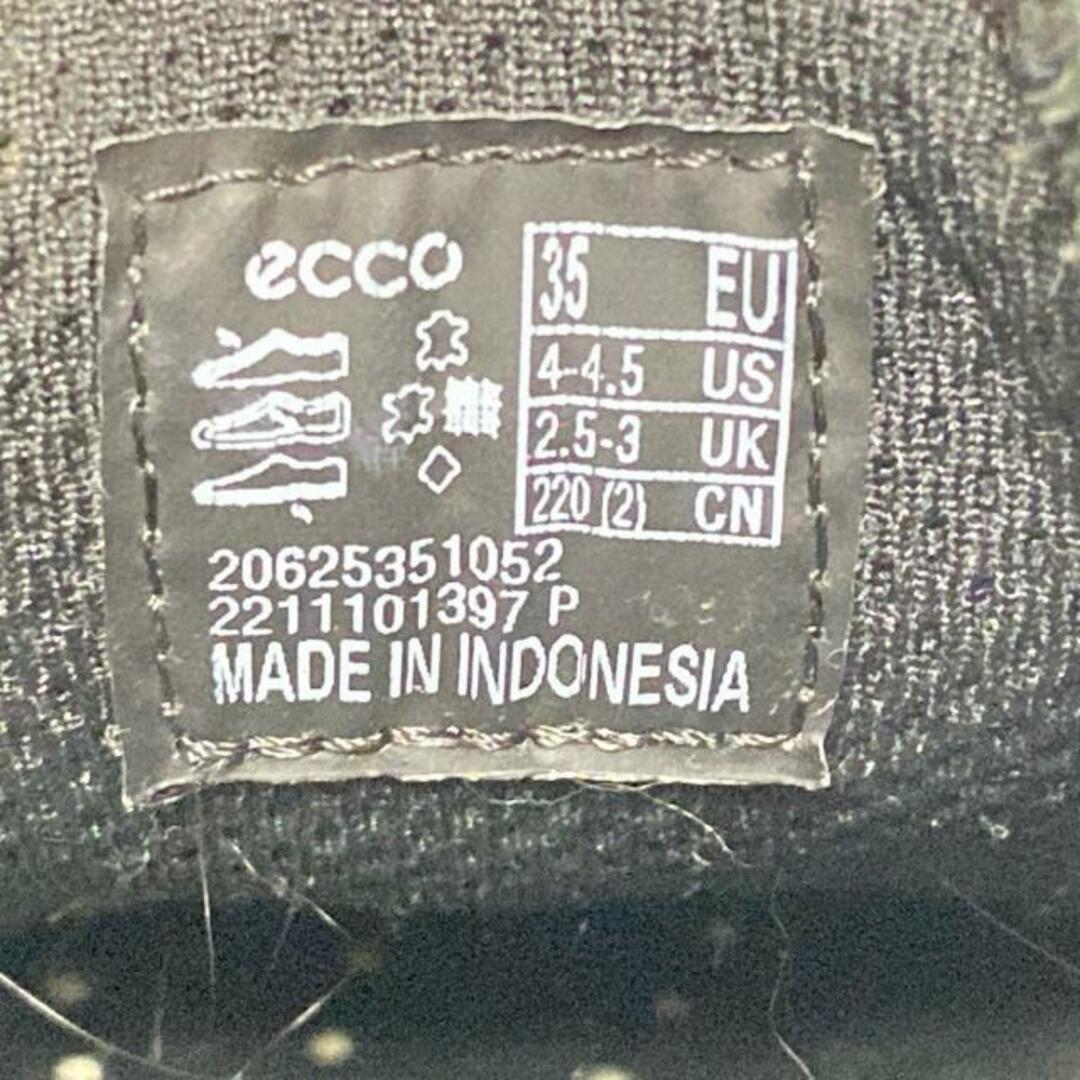 ecco
35 EU
4-4.5 US
2.5-3 UK
220 (2) CN
20625351052
2211101397 P
MADE IN INDONESIA